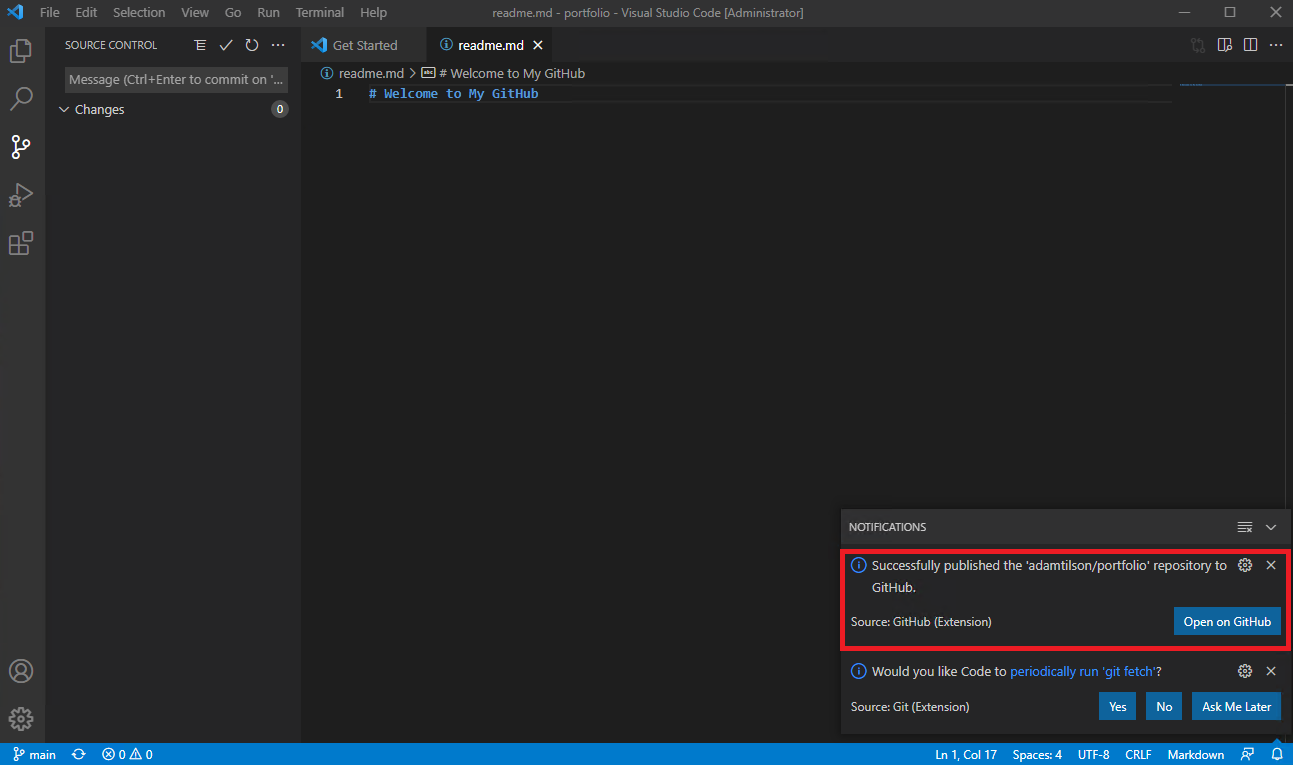 File Edit Selection View Go Run Terminal Help readme.md - portfolio - Visual Studio Code [Administrator]
SOURCE CONTROL
Get Started
readme.md
Message (Ctrl+Enter to commit on '...
readme.md > # Welcome to My GitHub
1 # Welcome to My GitHub
Changes 0
NOTIFICATIONS
Successfully published the 'adamtilson/portfolio' repository to
GitHub.
Source: GitHub (Extension) Open on GitHub
Would you like Code to periodically run 'git fetch'?
Source: Git (Extension) Yes No Ask Me Later
main 0 0 Ln 1, Col 17 Spaces: 4 UTF-8 CRLF Markdown